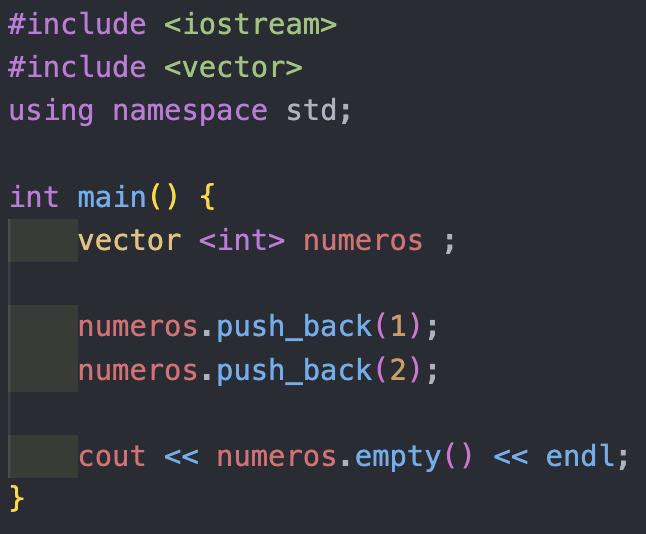 #include <iostream>
#include <vector>
using namespace std;

int main() {
    vector <int> numeros ;

    numeros.push_back(1);
    numeros.push_back(2);

    cout << numeros.empty() << endl;
}